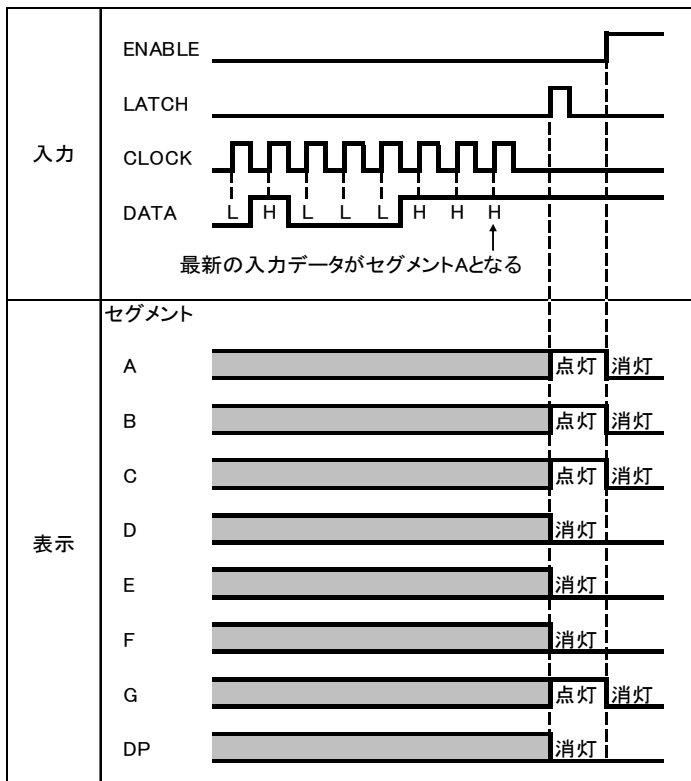 入力
ENABLE
LATCH
CLOCK
DATA
L H L L L H H H
最新の入力データがセグメントAとなる
表示
セグメント
A 点灯 消灯
B 点灯 消灯
C 点灯 消灯
D 消灯
E 消灯
F 消灯
G 点灯 消灯
DP 消灯